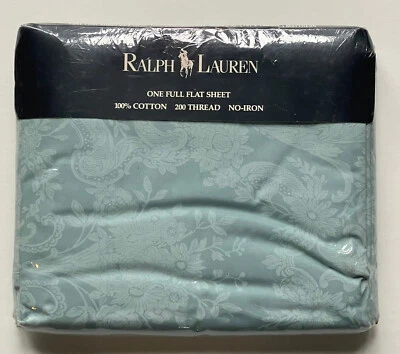 RALPH LAUREN
ONE FULL FLAT SHEET
100% COTTON 200 THREAD NO-IRON